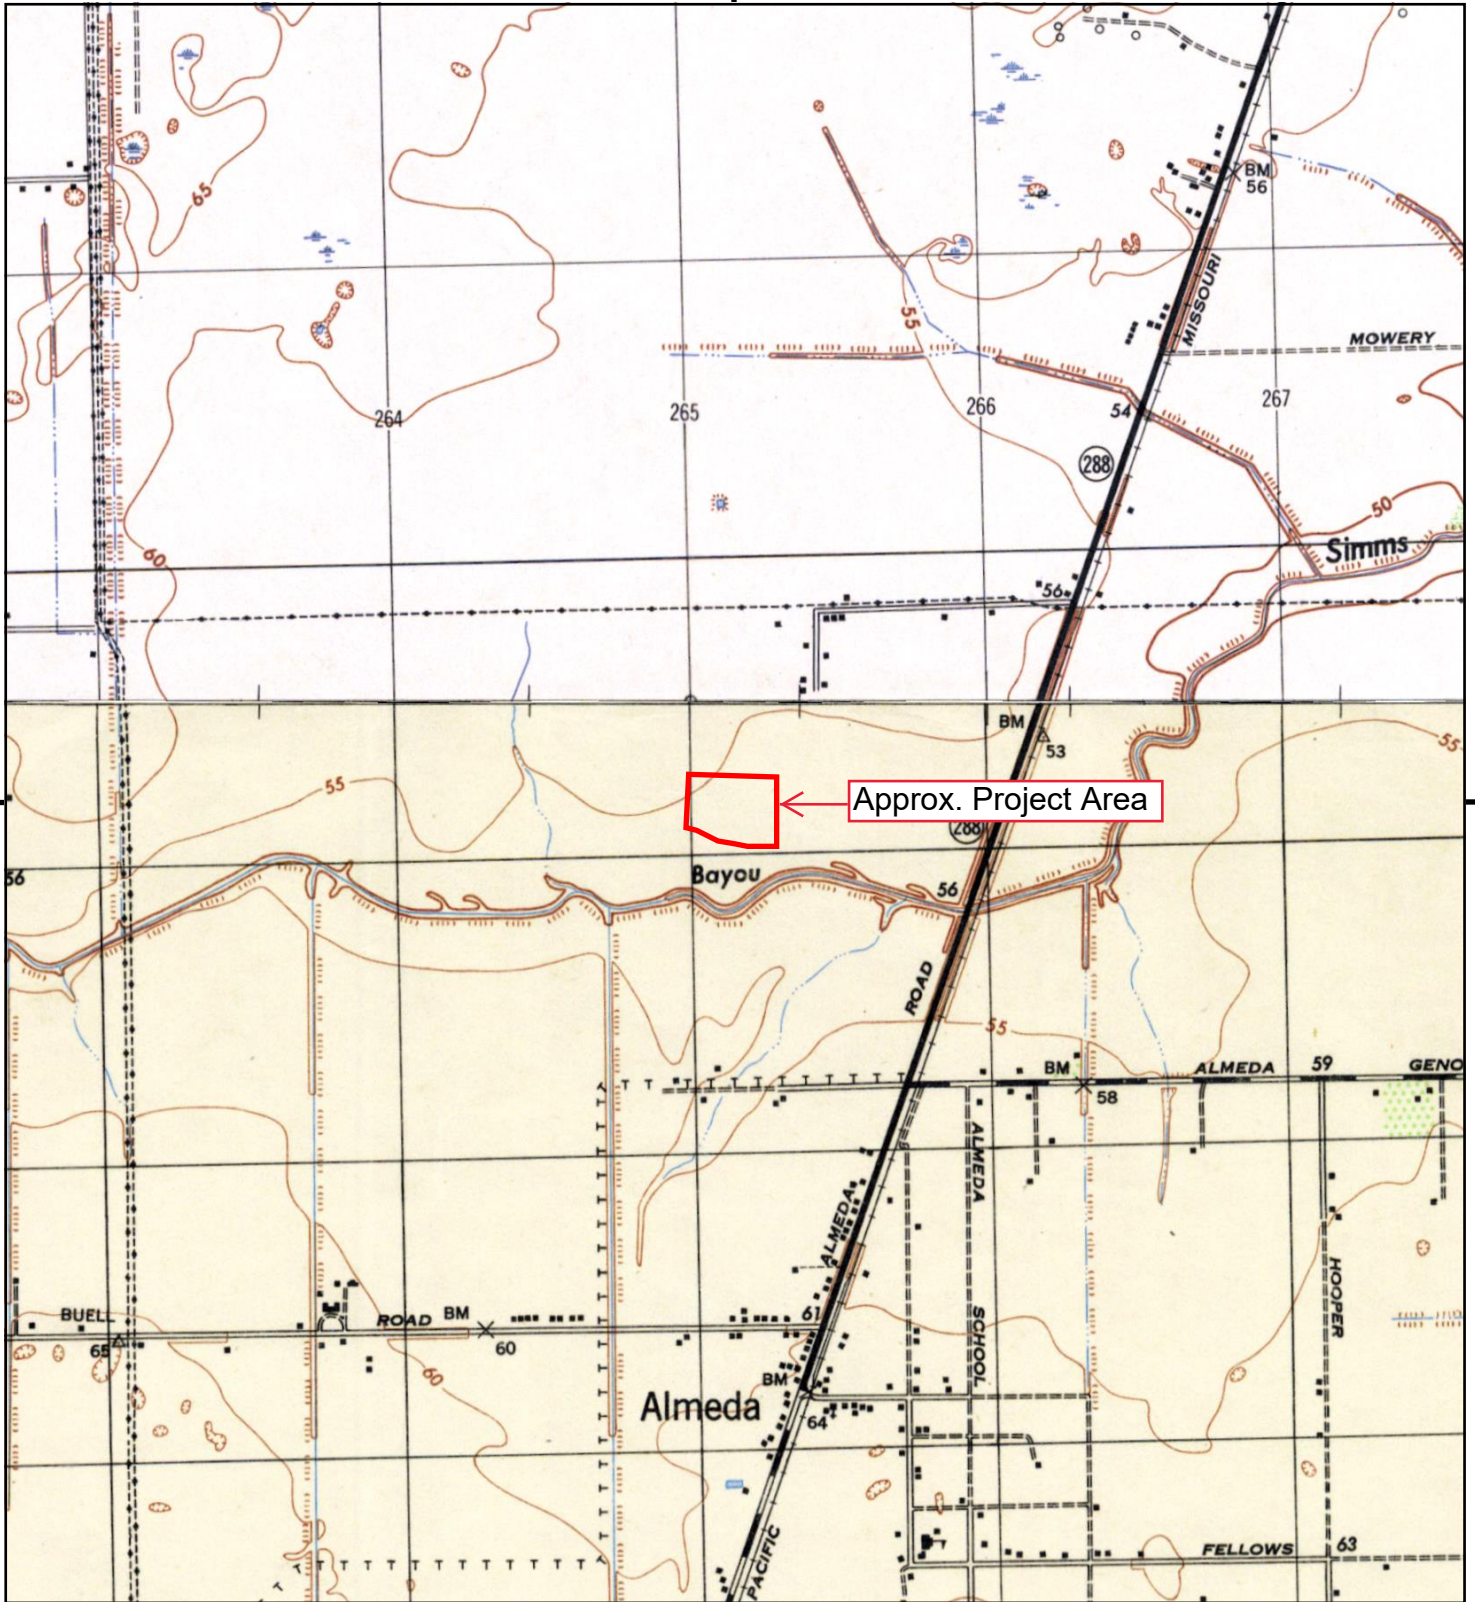 BM
56
65
MISSOURI
55
MOWERY
264
265
266
267
54
288
50
Simms
60
56
BM
53
55
55
Approx. Project Area
288
56
Bayou
56
ROAD
55
BM
58
ALMEDA
59
GENO
ALMEDA
SCHOOL
ALMEDA
HOOPER
BUELL
65
ROAD
BM
60
61
60
BM
64
Almeda
PACIFIC
FELLOWS
63